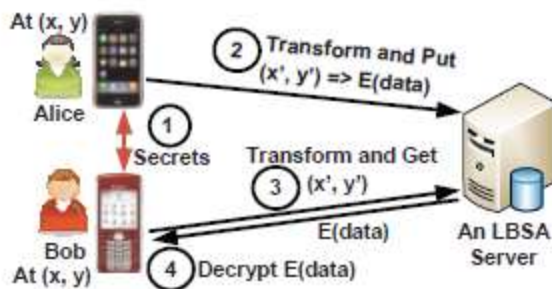 At (x, y)
Alice
1
Secrets
2
Transform and Put
(x', y') => E(data)
Transform and Get
3
(x', y')
E(data)
4
Decrypt E(data)
Bob
At (x, y)
An LBSA
Server